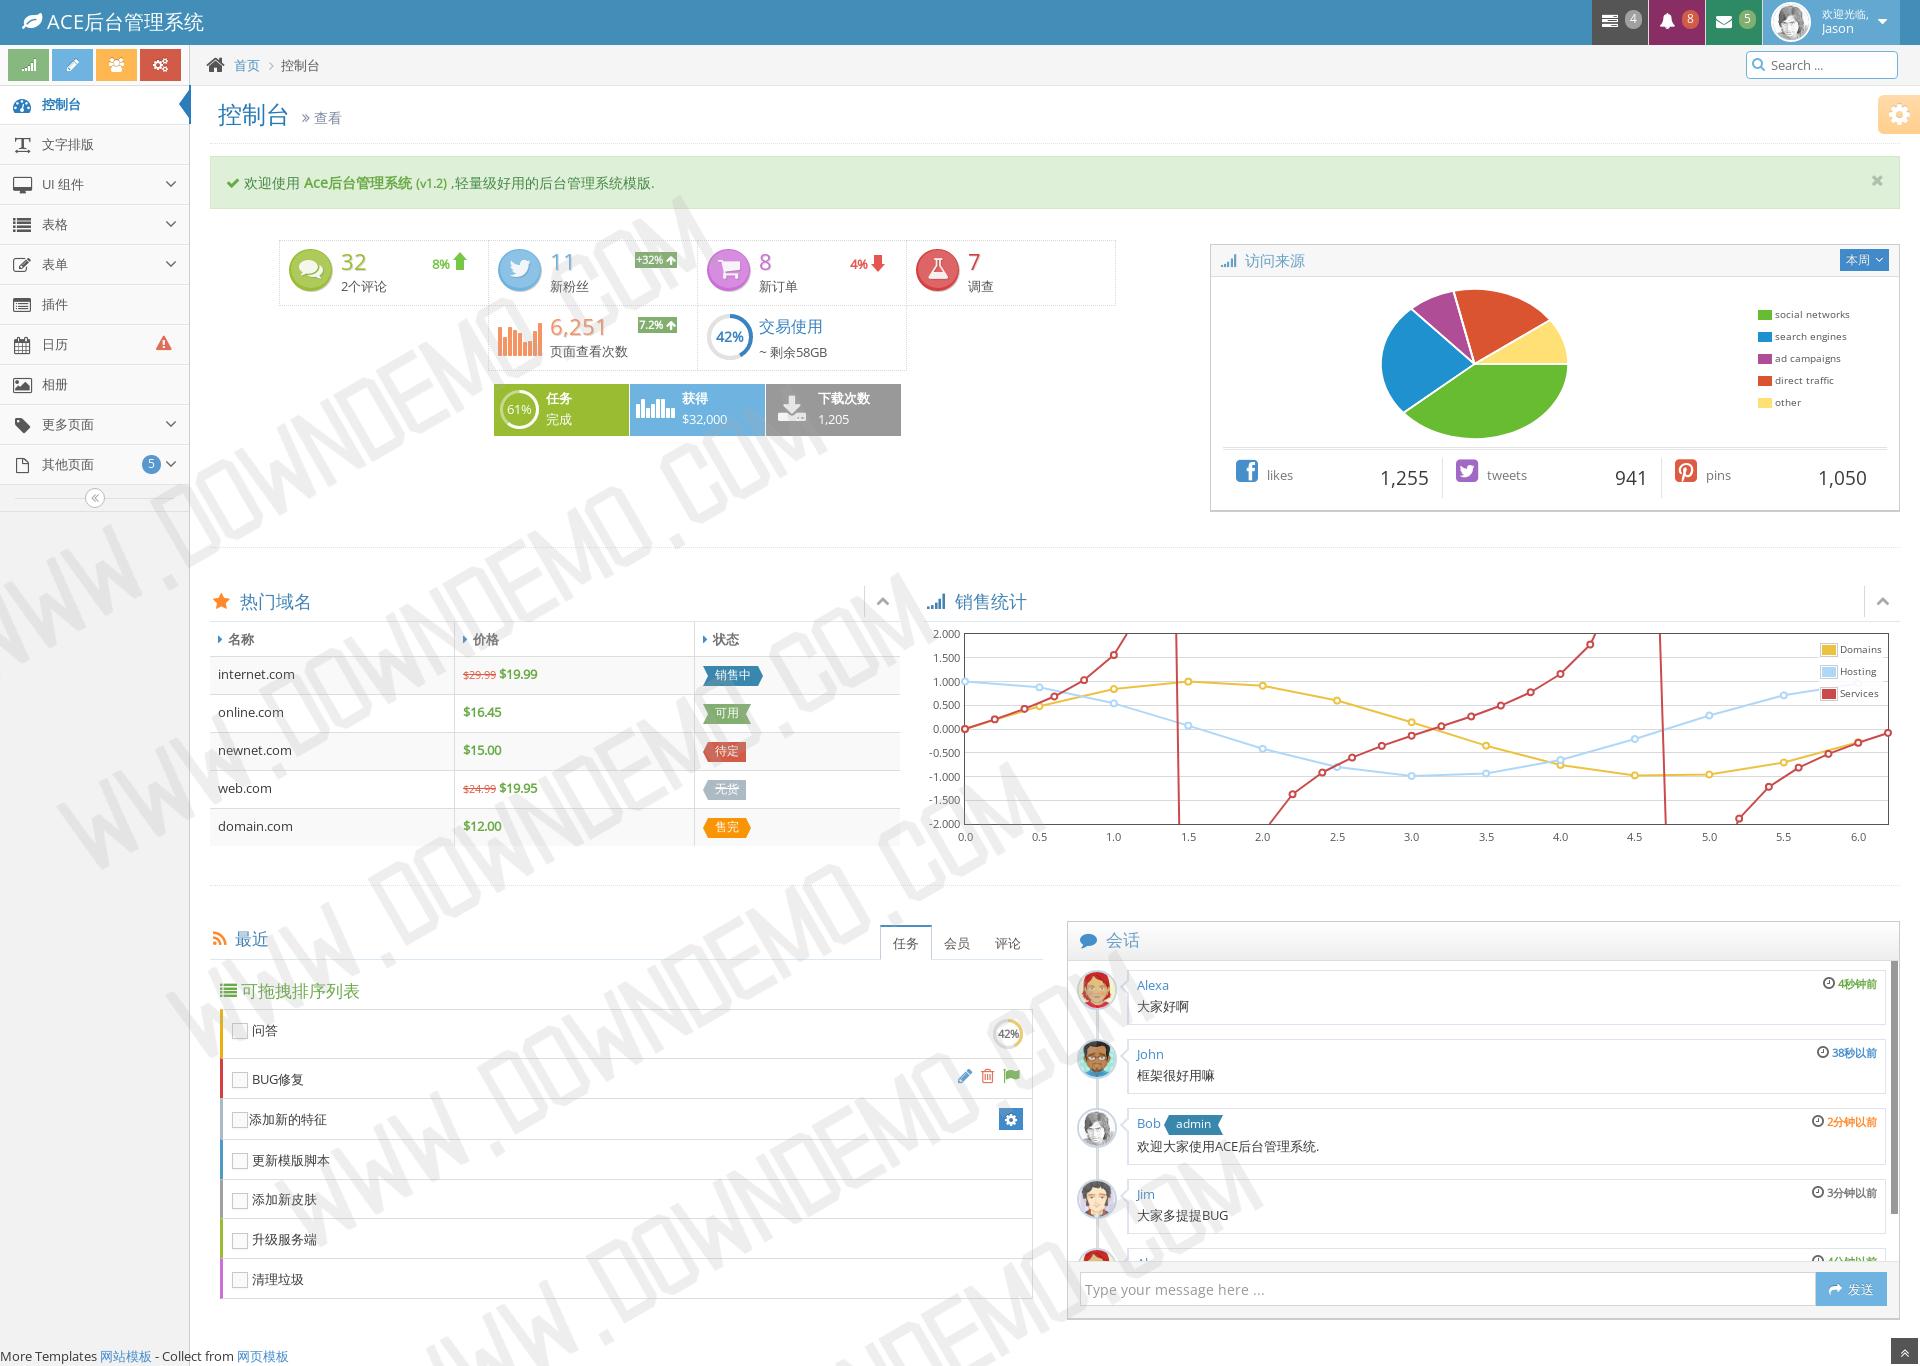 ACE后台管理系统
4
8
5
欢迎光临,
Jason
首页
控制台
Search ...
控制台
文字排版
UI 组件
表格
表单
插件
日历
相册
更多页面
其他页面
5
控制台 查看
欢迎使用 Ace后台管理系统 (v1.2) ,轻量级好用的后台管理系统模版.
32
8%
2个评论
11
+32%
新粉丝
8
4%
新订单
7
调查
6,251
7.2%
页面查看次数
42%
交易使用
~ 剩余58GB
61%
任务
完成
获得
$32,000
下载次数
1,205
访问来源
本周
social networks
search engines
ad campaigns
direct traffic
other
likes 1,255
tweets 941
pins 1,050
热门域名
名称 价格 状态
internet.com $29.99 $19.99 销售中
online.com $16.45 可用
newnet.com $15.00 待定
web.com $24.99 $19.95 无货
domain.com $12.00 售完
销售统计
2.000
1.500
1.000
0.500
0.000
-0.500
-1.000
-1.500
-2.000
0.0 0.5 1.0 1.5 2.0 2.5 3.0 3.5 4.0 4.5 5.0 5.5 6.0
Domains
Hosting
Services
最近
任务 会员 评论
可拖拽排序列表
问答 42%
BUG修复
添加新的特征
更新模版脚本
添加新皮肤
升级服务端
清理垃圾
会话
Alexa 4秒钟前
大家好啊
John 38秒以前
框架很好用嘛
Bob admin 2分钟以前
欢迎大家使用ACE后台管理系统.
Jim 3分钟以前
大家多提提BUG
Type your message here ...
发送
More Templates 网站模板 - Collect from 网页模板
WWW.DOWNDEMO.COM
WWW.DOWNDEMO.COM
WWW.DOWNDEMO.COM
WWW.DOWNDEMO.COM
WWW.DOWNDEMO.COM
WWW.DOWNDEMO.COM